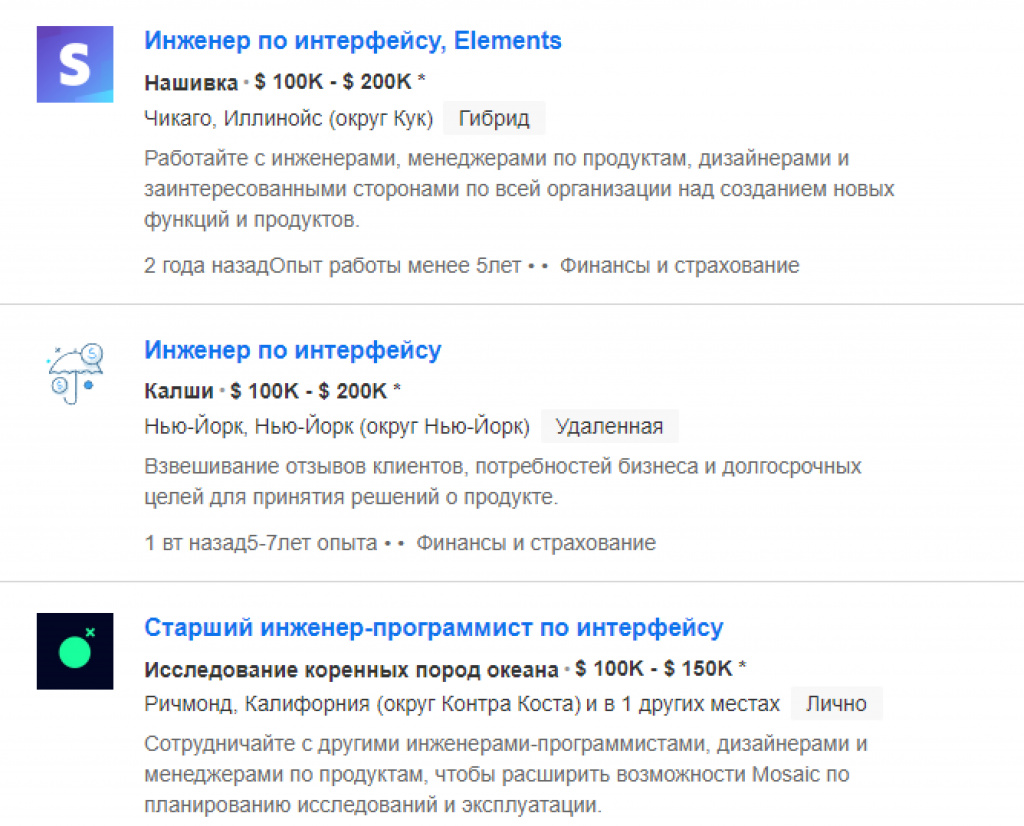 S
Инженер по интерфейсу, Elements
Нашивка • $ 100K - $ 200K *
Чикаго, Иллинойс (округ Кук) Гибрид
Работайте с инженерами, менеджерами по продуктам, дизайнерами и
заинтересованными сторонами по всей организации над созданием новых
функций и продуктов.
2 года назадОпыт работы менее 5лет • • Финансы и страхование
Инженер по интерфейсу
Калши • $ 100K - $ 200K *
Нью-Йорк, Нью-Йорк (округ Нью-Йорк) Удаленная
Взвешивание отзывов клиентов, потребностей бизнеса и долгосрочных
целей для принятия решений о продукте.
1 вт назад5-7лет опыта • • Финансы и страхование
Старший инженер-программист по интерфейсу
Исследование коренных пород океана • $ 100K - $ 150K *
Ричмонд, Калифорния (округ Контра Коста) и в 1 других местах Лично
Сотрудничайте с другими инженерами-программистами, дизайнерами и
менеджерами по продуктам, чтобы расширить возможности Mosaic по
планированию исследований и эксплуатации.